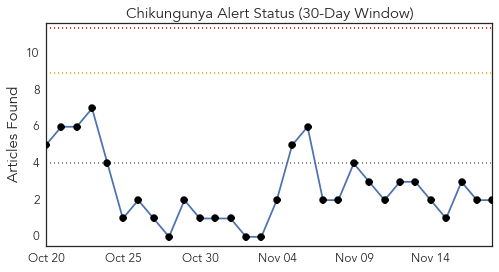 Chikungunya Alert Status (30-Day Window)
Articles Found
10
8
6
4
2
0
Oct 20 Oct 25 Oct 30 Nov 04 Nov 09 Nov 14